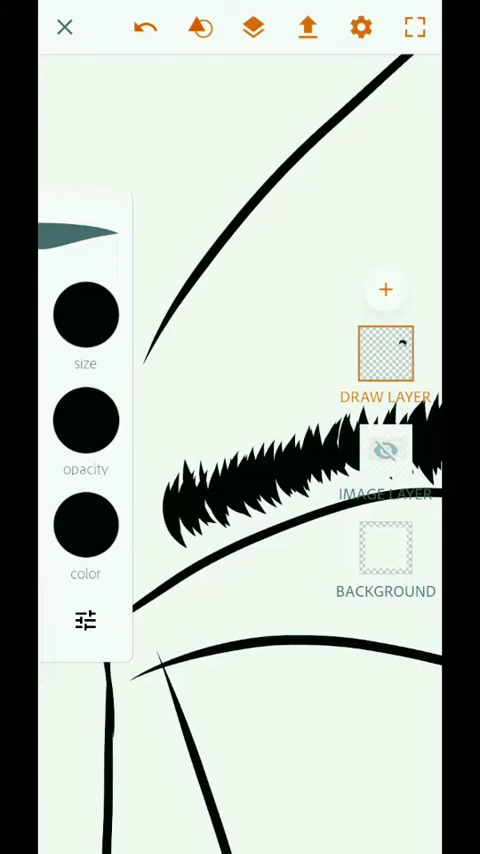 size
opacity
color
DRAW LAYER
IMAGE LAYER
BACKGROUND